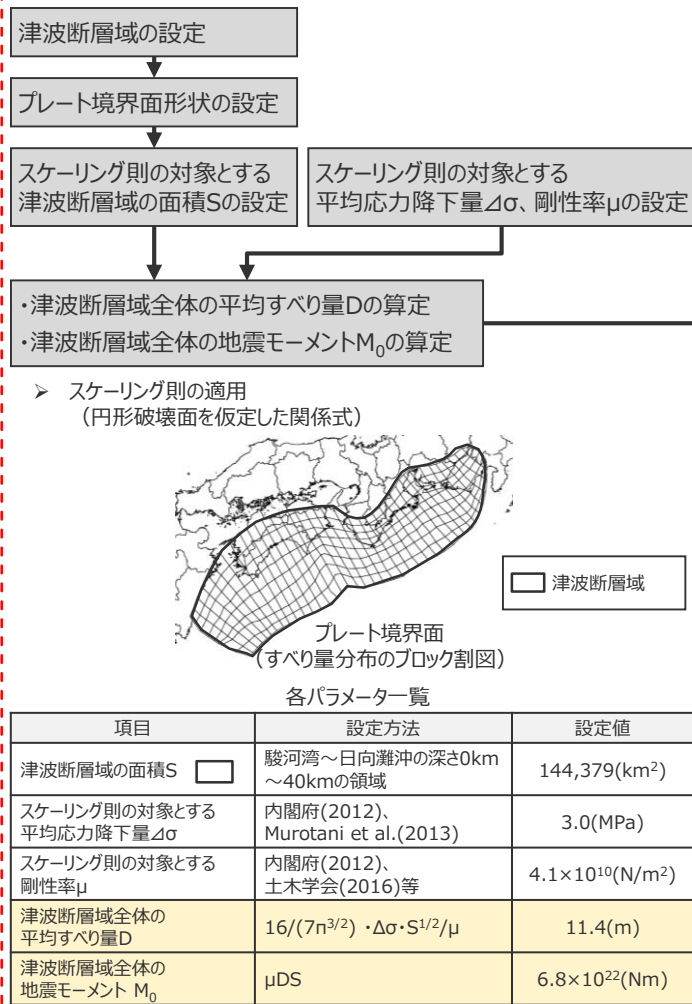 津波断層域の設定
プレート境界面形状の設定
スケーリング則の対象とする
津波断層域の面積Sの設定
スケーリング則の対象とする
平均応力降下量⊿σ、剛性率μの設定
・津波断層域全体の平均すべり量Dの算定
・津波断層域全体の地震モーメントM₀の算定
➢ スケーリング則の適用
（円形破壊面を仮定した関係式）
津波断層域
プレート境界面
（すべり量分布のブロック割図）
各パラメータ一覧
項目 設定方法 設定値
津波断層域の面積S
駿河湾～日向灘沖の深さ0km
～40kmの領域
144,379(km²)
スケーリング則の対象とする
平均応力降下量⊿σ
内閣府(2012)、
Murotani et al.(2013)
3.0(MPa)
スケーリング則の対象とする
剛性率μ
内閣府(2012)、
土木学会(2016)等
4.1×10¹⁰(N/m²)
津波断層域全体の
平均すべり量D
16/(7π³ᐟ²) ・Δσ・S¹ᐟ²/μ
11.4(m)
津波断層域全体の
地震モーメント M₀
μDS
6.8×10²²(Nm)